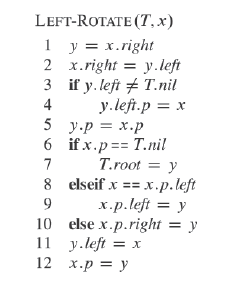 LEFT-ROTATE(T, x)
1 y = x.right
2 x.right = y.left
3 if y.left ≠ T.nil
4 y.left.p = x
5 y.p = x.p
6 if x.p == T.nil
7 T.root = y
8 elseif x == x.p.left
9 x.p.left = y
10 else x.p.right = y
11 y.left = x
12 x.p = y